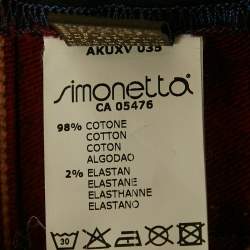 AKUXV 035
simonetta
CA 05476
98% COTONE
COTTON
COTON
ALGODAO
2% ELASTAN
ELASTANE
ELASTHANNE
ELASTANO
30